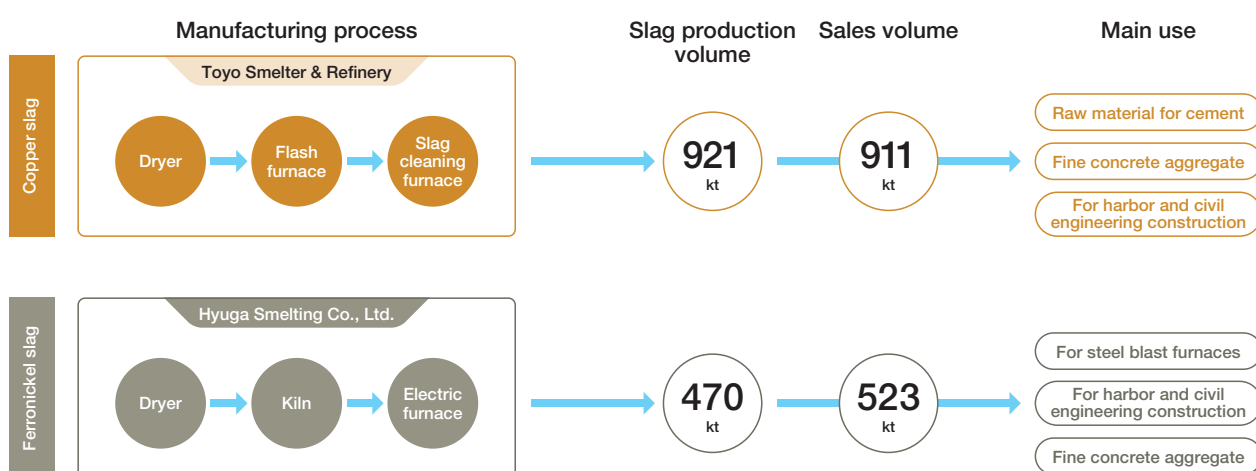 Manufacturing process
Slag production
volume
Sales volume
Main use
Copper slag
Toyo Smelter & Refinery
Dryer
Flash
furnace
Slag
cleaning
furnace
921
kt
911
kt
Raw material for cement
Fine concrete aggregate
For harbor and civil
engineering construction
Ferronickel slag
Hyuga Smelting Co., Ltd.
Dryer
Kiln
Electric
furnace
470
kt
523
kt
For steel blast furnaces
For harbor and civil
engineering construction
Fine concrete aggregate